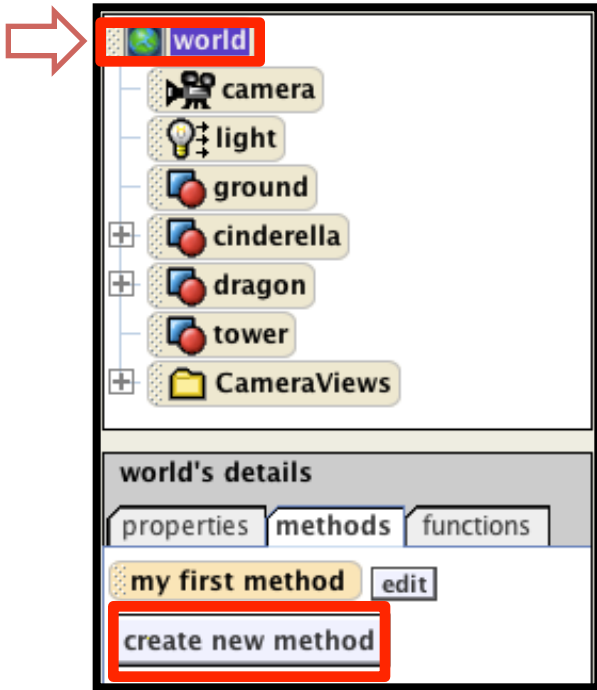 world
camera
light
ground
cinderella
dragon
tower
CameraViews
world's details
properties methods functions
my first method edit
create new method